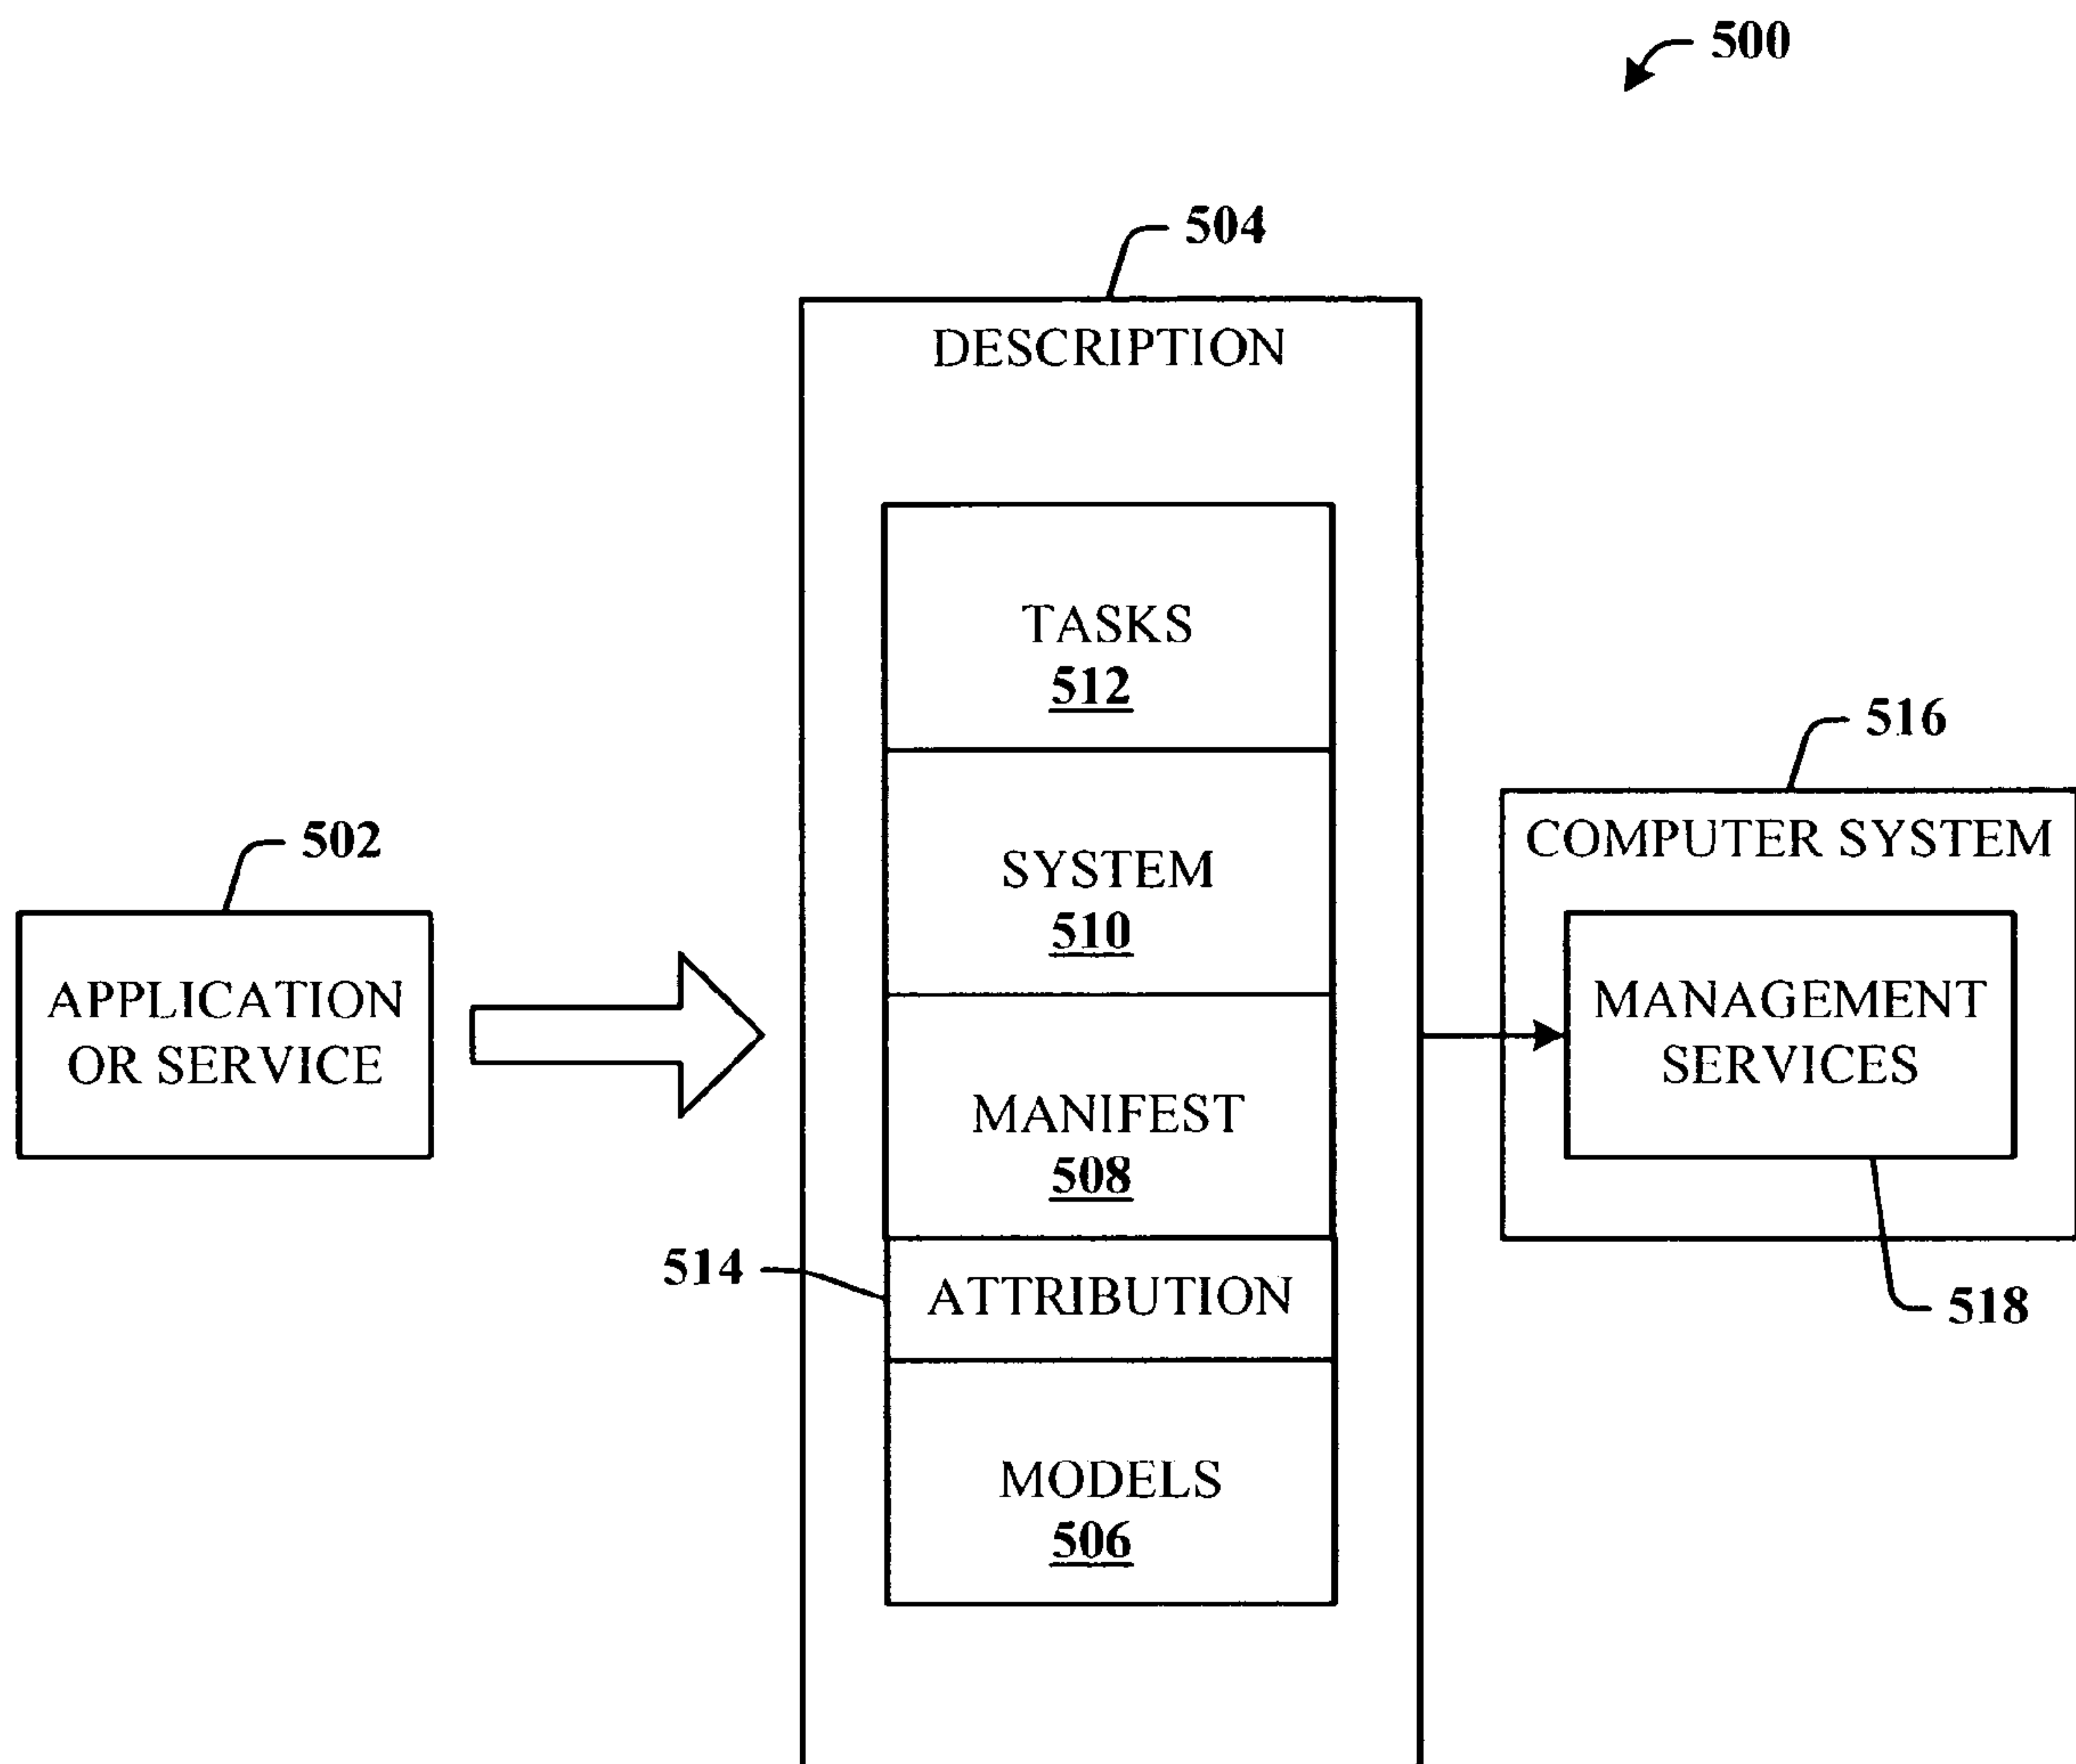 500
504
DESCRIPTION
TASKS
512
516
SYSTEM
510
COMPUTER SYSTEM
502
APPLICATION
OR SERVICE
MANAGEMENT
SERVICES
MANIFEST
508
514
ATTRIBUTION
518
MODELS
506